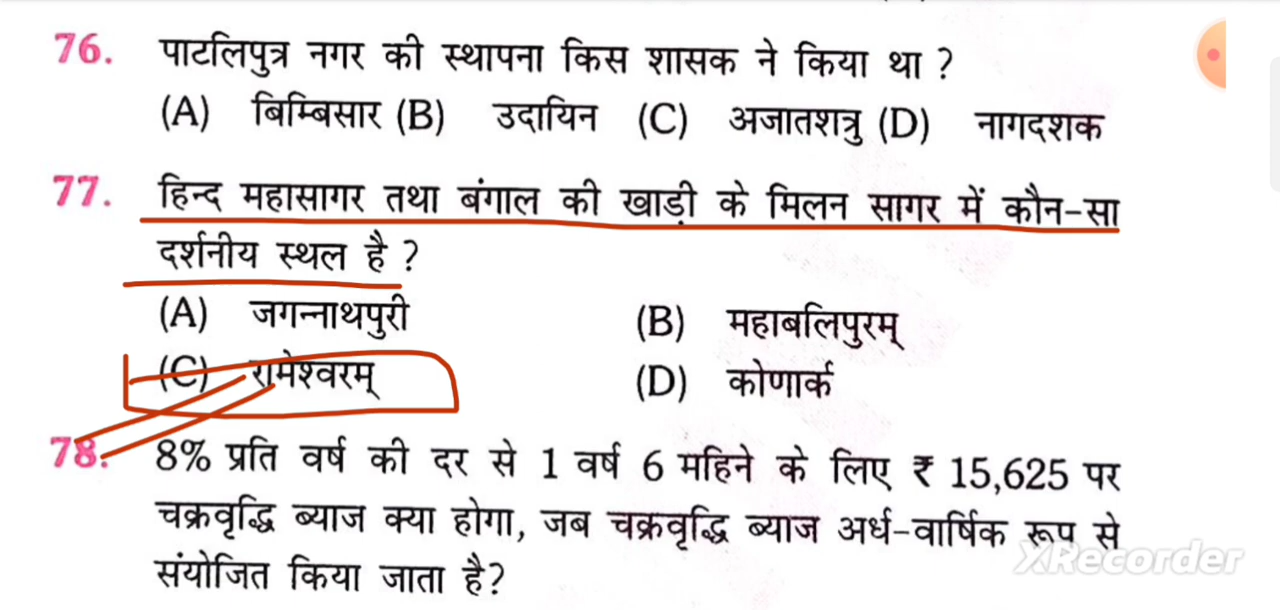 76. पाटलिपुत्र नगर की स्थापना किस शासक ने किया था ?
(A) बिम्बिसार (B) उदायिन (C) अजातशत्रु (D) नागदशक
77. हिन्द महासागर तथा बंगाल की खाड़ी के मिलन सागर में कौन-सा
दर्शनीय स्थल है ?
(A) जगन्नाथपुरी (B) महाबलिपुरम्
(C) रामेश्वरम् (D) कोणार्क
78. 8% प्रति वर्ष की दर से 1 वर्ष 6 महिने के लिए ₹ 15,625 पर
चक्रवृद्धि ब्याज क्या होगा, जब चक्रवृद्धि ब्याज अर्ध-वार्षिक रूप से
संयोजित किया जाता है?
XRecorder